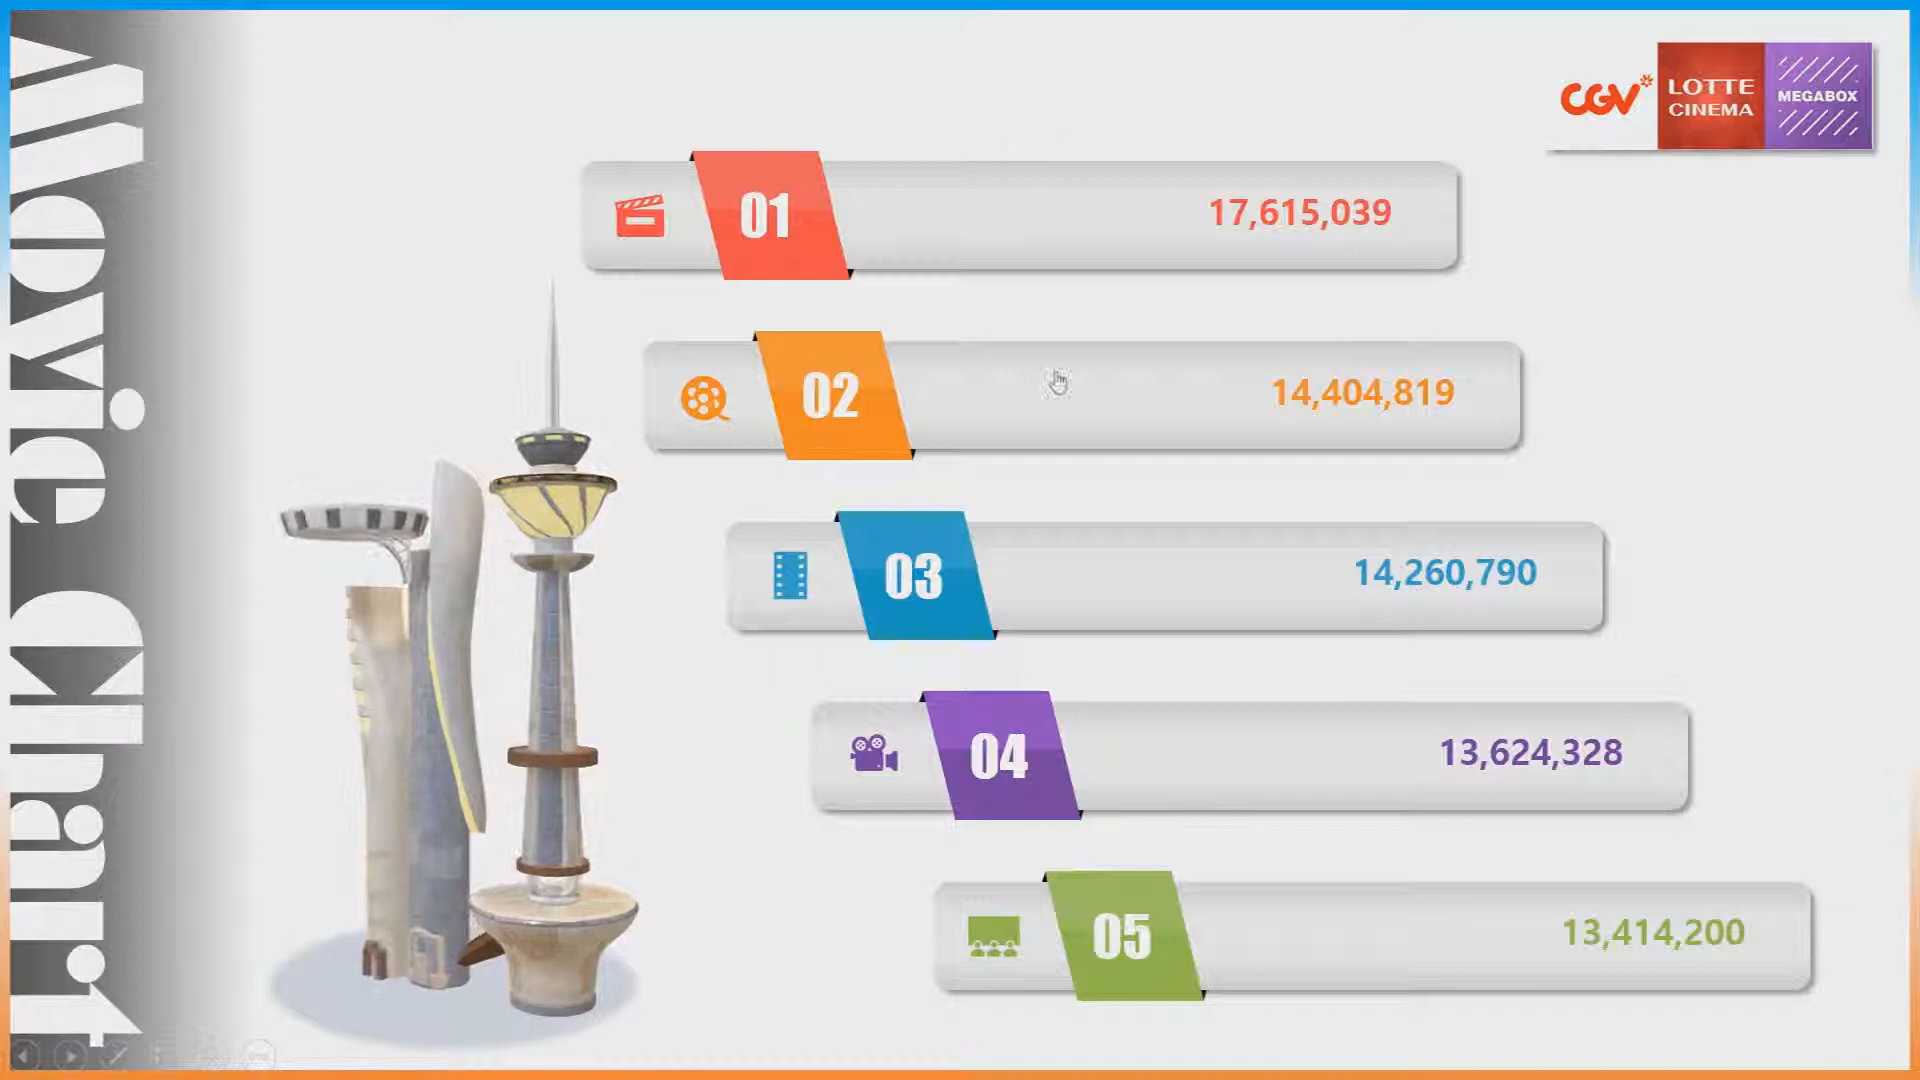 Movie Chart
CGV
LOTTE
CINEMA
MEGABOX
01
17,615,039
02
14,404,819
03
14,260,790
04
13,624,328
05
13,414,200